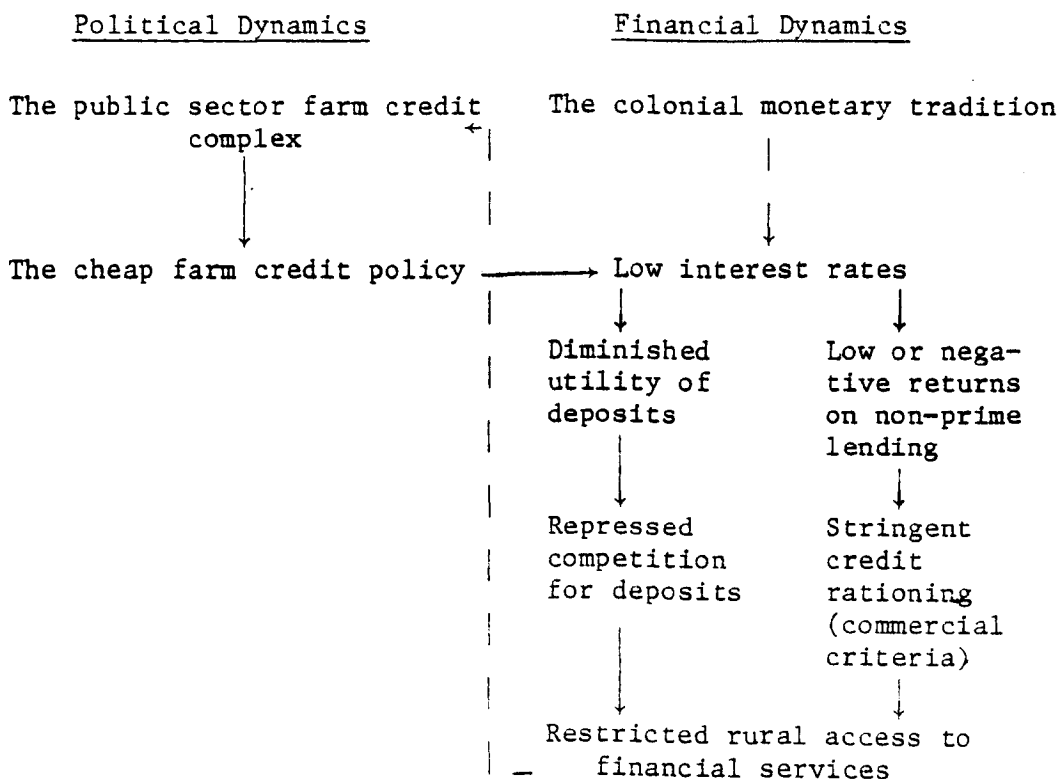 Political Dynamics
Financial Dynamics
The public sector farm credit
complex
The colonial monetary tradition
The cheap farm credit policy
Low interest rates
Diminished
utility of
deposits
Low or nega-
tive returns
on non-prime
lending
Repressed
competition
for deposits
Stringent
credit
rationing
(commercial
criteria)
Restricted rural access to
financial services